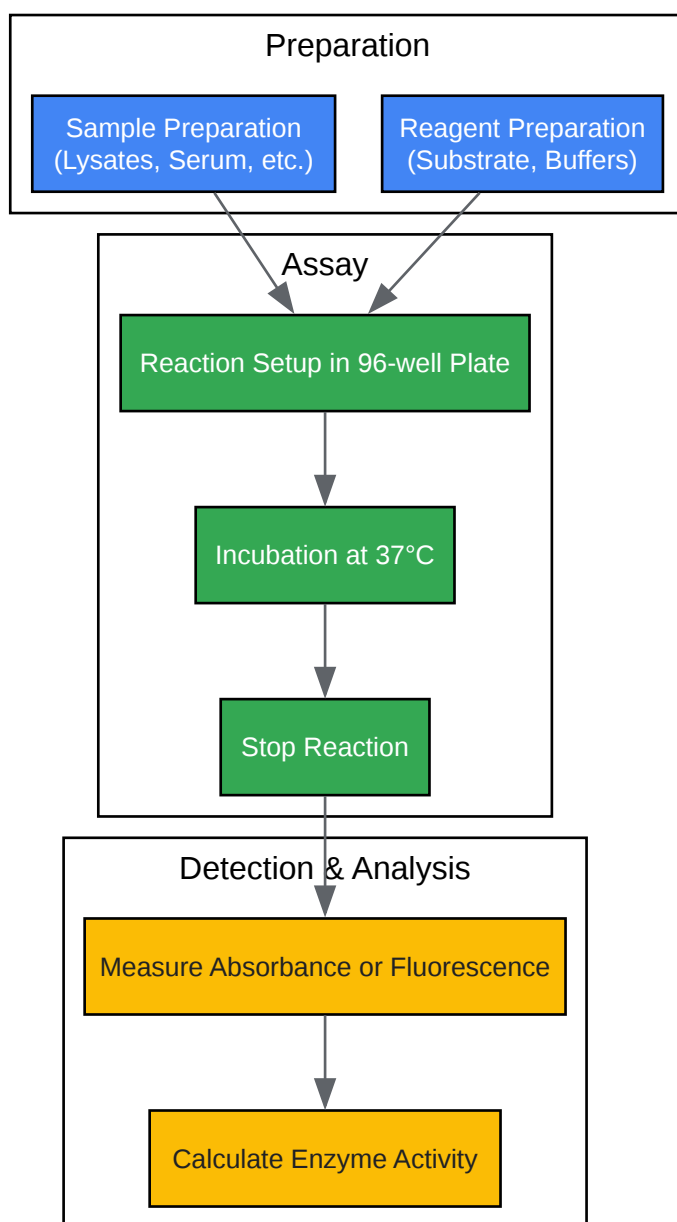 Preparation
Sample Preparation
(Lysates, Serum, etc.)
Reagent Preparation
(Substrate, Buffers)
Assay
Reaction Setup in 96-well Plate
Incubation at 37°C
Stop Reaction
Detection & Analysis
Measure Absorbance or Fluorescence
Calculate Enzyme Activity